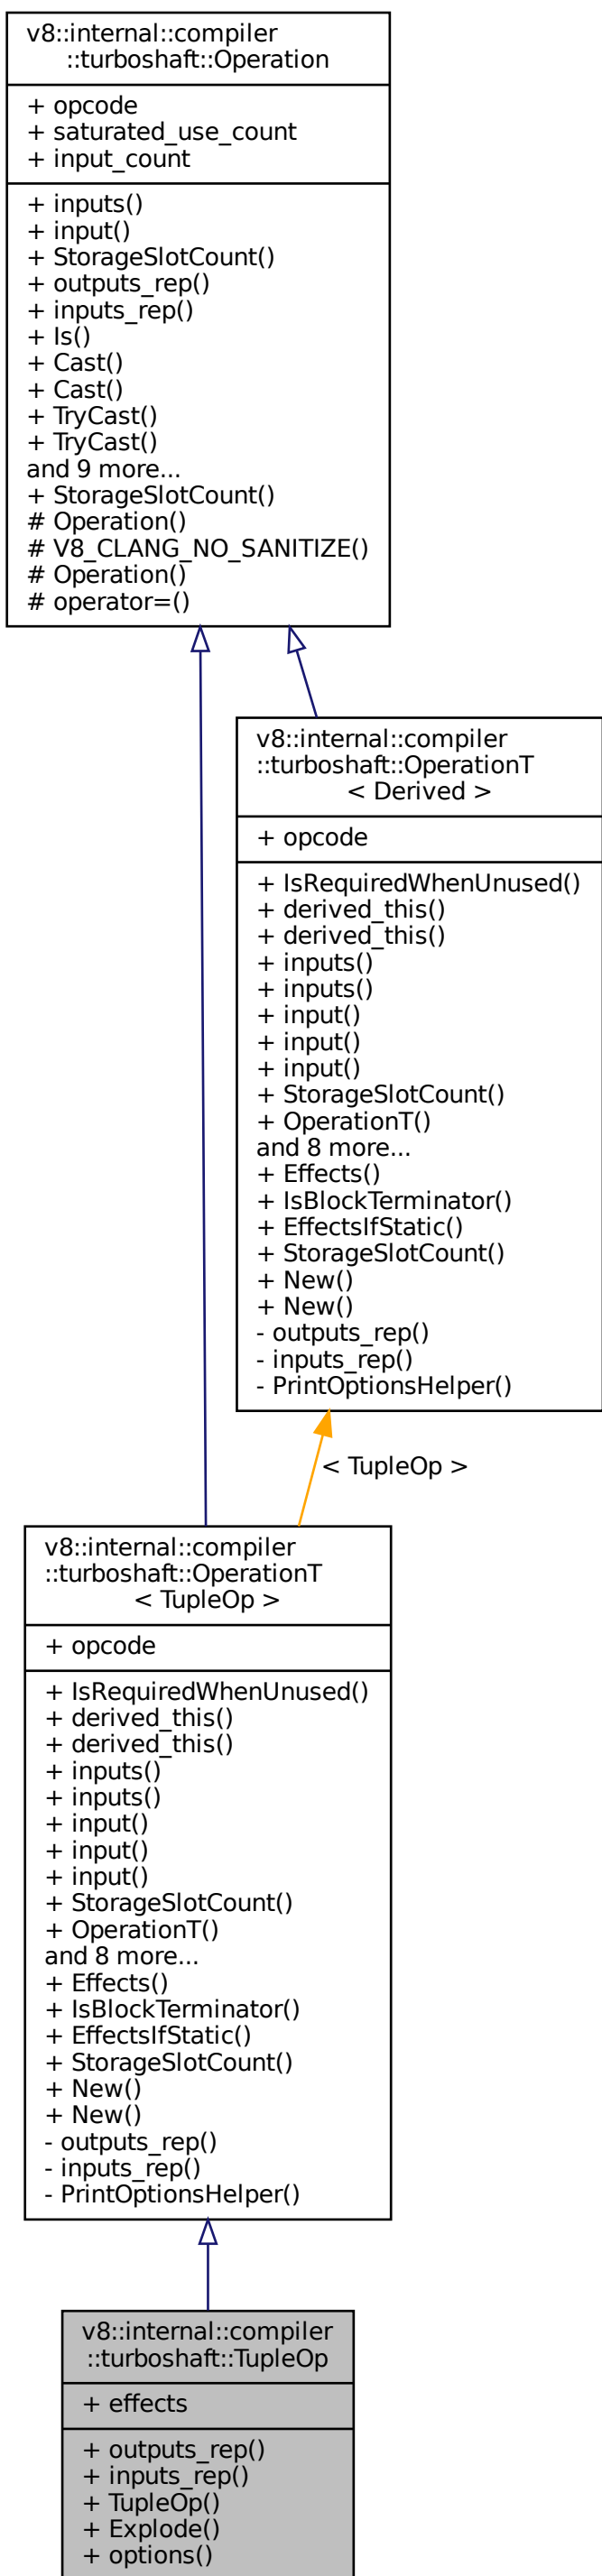 v8::internal::compiler
::turboshaft::Operation
+ opcode
+ saturated_use_count
+ input_count
+ inputs()
+ input()
+ StorageSlotCount()
+ outputs_rep()
+ inputs_rep()
+ Is()
+ Cast()
+ Cast()
+ TryCast()
+ TryCast()
and 9 more...
+ StorageSlotCount()
# Operation()
# V8_CLANG_NO_SANITIZE()
# Operation()
# operator=()
v8::internal::compiler
::turboshaft::OperationT
< Derived >
+ opcode
+ IsRequiredWhenUnused()
+ derived_this()
+ derived_this()
+ inputs()
+ inputs()
+ input()
+ input()
+ input()
+ StorageSlotCount()
+ OperationT()
and 8 more...
+ Effects()
+ IsBlockTerminator()
+ EffectsIfStatic()
+ StorageSlotCount()
+ New()
+ New()
- outputs_rep()
- inputs_rep()
- PrintOptionsHelper()
< TupleOp >
v8::internal::compiler
::turboshaft::OperationT
< TupleOp >
+ opcode
+ IsRequiredWhenUnused()
+ derived_this()
+ derived_this()
+ inputs()
+ inputs()
+ input()
+ input()
+ input()
+ StorageSlotCount()
+ OperationT()
and 8 more...
+ Effects()
+ IsBlockTerminator()
+ EffectsIfStatic()
+ StorageSlotCount()
+ New()
+ New()
- outputs_rep()
- inputs_rep()
- PrintOptionsHelper()
v8::internal::compiler
::turboshaft::TupleOp
+ effects
+ outputs_rep()
+ inputs_rep()
+ TupleOp()
+ Explode()
+ options()